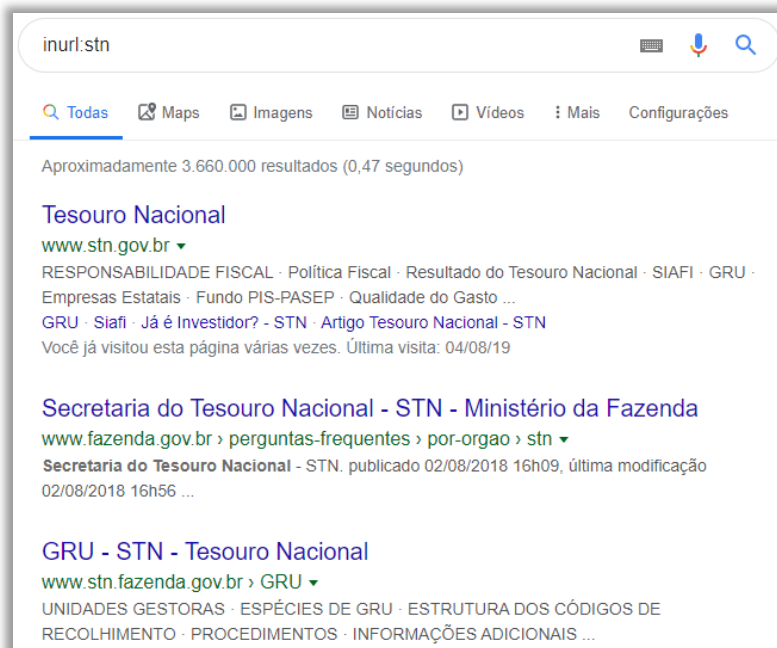 inurl:stn
Todas Maps Imagens Notícias Vídeos Mais Configurações
Aproximadamente 3.660.000 resultados (0,47 segundos)
Tesouro Nacional
www.stn.gov.br
RESPONSABILIDADE FISCAL · Política Fiscal · Resultado do Tesouro Nacional · SIAFI · GRU ·
Empresas Estatais · Fundo PIS-PASEP · Qualidade do Gasto ...
GRU · Siafi · Já é Investidor? - STN · Artigo Tesouro Nacional - STN
Você já visitou esta página várias vezes. Última visita: 04/08/19
Secretaria do Tesouro Nacional - STN - Ministério da Fazenda
www.fazenda.gov.br › perguntas-frequentes › por-orgao › stn
Secretaria do Tesouro Nacional - STN. publicado 02/08/2018 16h09, última modificação
02/08/2018 16h56 ...
GRU - STN - Tesouro Nacional
www.stn.fazenda.gov.br › GRU
UNIDADES GESTORAS · ESPÉCIES DE GRU · ESTRUTURA DOS CÓDIGOS DE
RECOLHIMENTO · PROCEDIMENTOS · INFORMAÇÕES ADICIONAIS ...